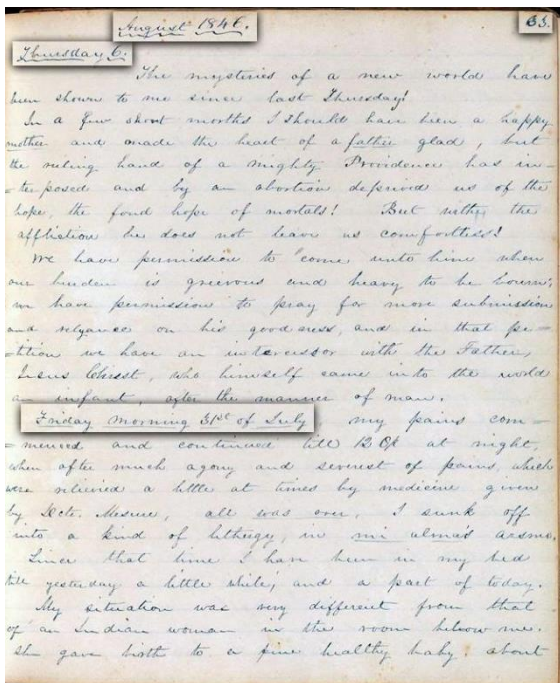 August 1846.
33.
Thursday 6.
The mysteries of a new world have
been shown to me since last Thursday!
In a few short months I should have been a happy
mother and made the heart of a father glad, but
the ruling hand of a mighty Providence has in-
-terposed and by an abortion deprived us of the
hope, the fond hope of mortals! But with the
affliction he does not leave us comfortless!
We have permission to "come unto him when
our burden is grievous and heavy to be bourn;
we have permission to pray for more submission
and relyance on his goodness, and in that pe-
-tition we have an intercessor with the Father,
Jesus Christ, who himself came into the world
an infant, after the manner of man.
Friday morning 31st of July my pains com-
-menced and continued till 12 Ok at night,
when after much agony and severest of pains, which
were relieved a little at times by medicine given
by Doctr. Mesure, all was over, I sunk off
into a kind of lethargy, in mi alma's arms.
Since that time I have been in my bed
till yesterday a little while, and a part of today.
My situation was very different from that
of an Indian woman in the room below me.
She gave birth to a fine healthy baby, about